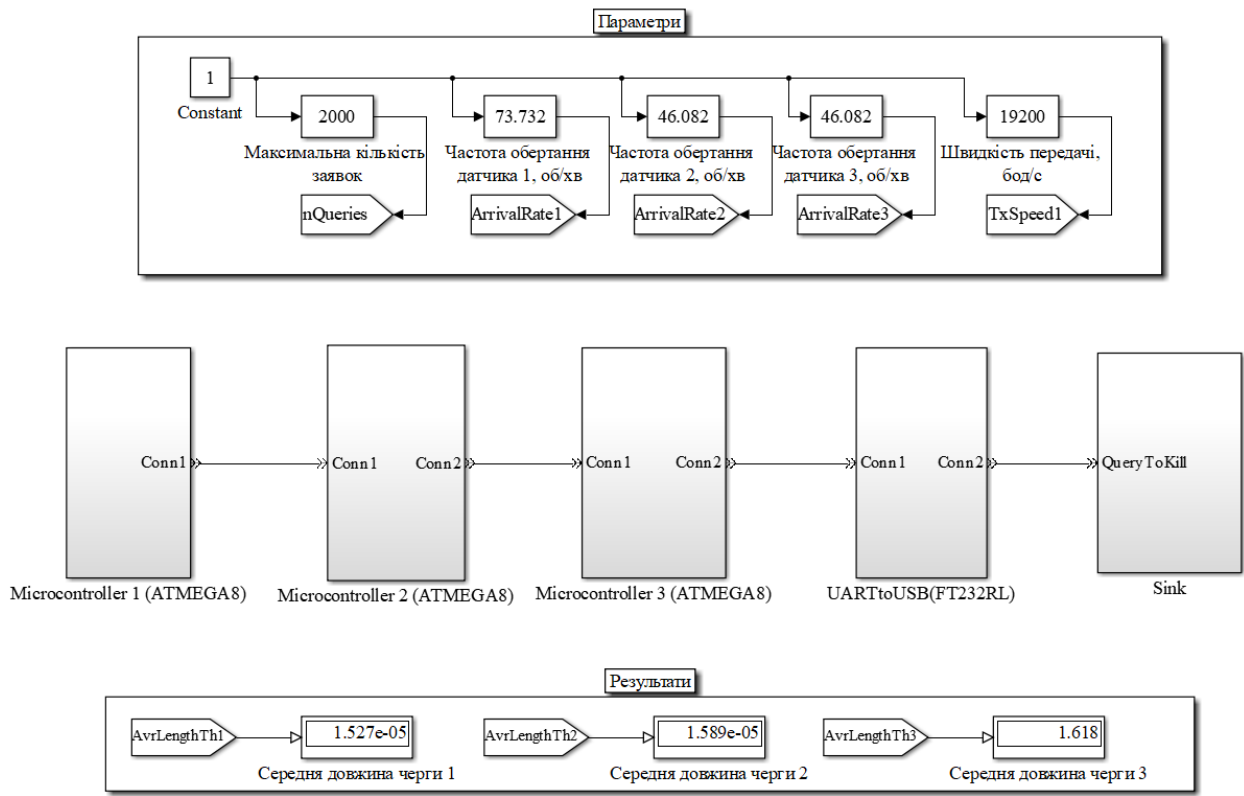 Параметри
1
Constant
2000
73.732
46.082
46.082
19200
Максимальна кількість
заявок
Частота обертання
датчика 1, об/хв
Частота обертання
датчика 2, об/хв
Частота обертання
датчика 3, об/хв
Швидкість передачі,
бод/с
nQueries
ArrivalRate1
ArrivalRate2
ArrivalRate3
TxSpeed1
Conn1
Conn1
Conn2
Conn1
Conn2
Conn1
Conn2
QueryToKill
Microcontroller 1 (ATMEGA8)
Microcontroller 2 (ATMEGA8)
Microcontroller 3 (ATMEGA8)
UARTtoUSB(FT232RL)
Sink
Результати
AvrLengthTh1
1.527e-05
Середня довжина черги 1
AvrLengthTh2
1.589e-05
Середня довжина черги 2
AvrLengthTh3
1.618
Середня довжина черги 3